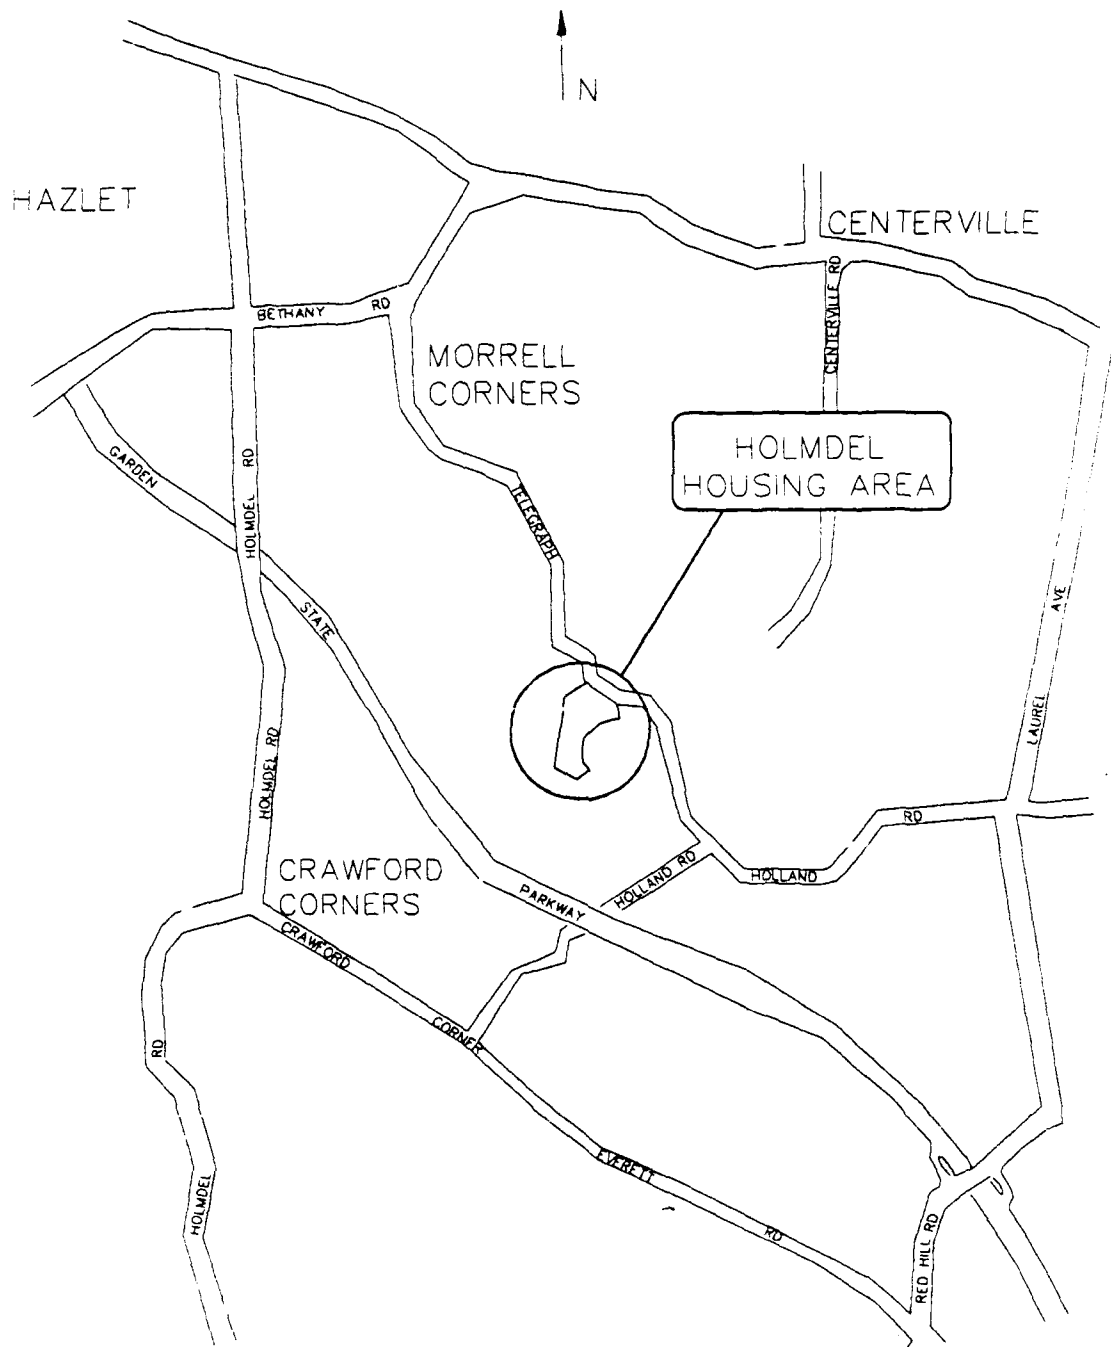 N
HAZLET
CENTERVILLE
CENTERVILLE RD
BETHANY RD
MORRELL
CORNERS
HOLMDEL
HOUSING AREA
GARDEN
HOLMDEL RD
TELEGRAPH
STATE
LAUREL AVE
HOLMDEL RD
RD
HOLLAND RD
HOLLAND
CRAWFORD
CORNERS
PARKWAY
CRAWFORD
CORNER
RD
EVERETT
HOLMDEL
RD
RED HILL RD